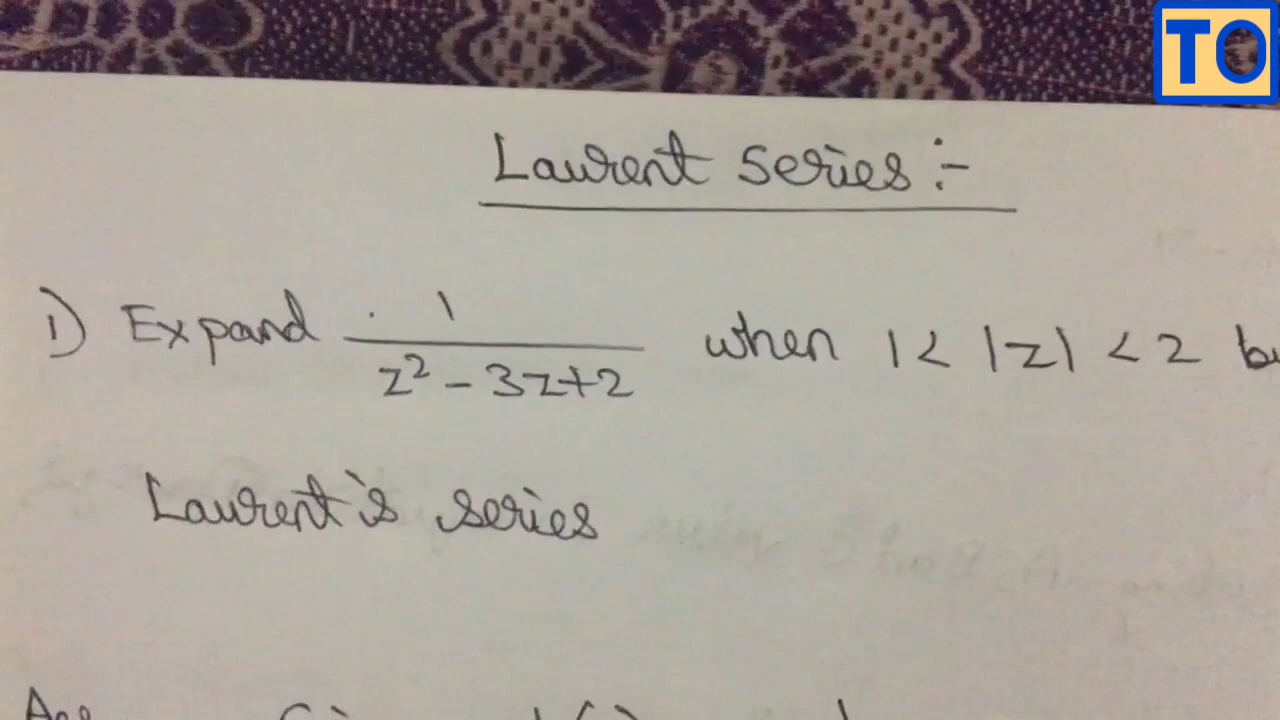 TO
Laurent series :-
1) Expand 1/(z² - 3z + 2) when 1 < |z| < 2
Laurent's series